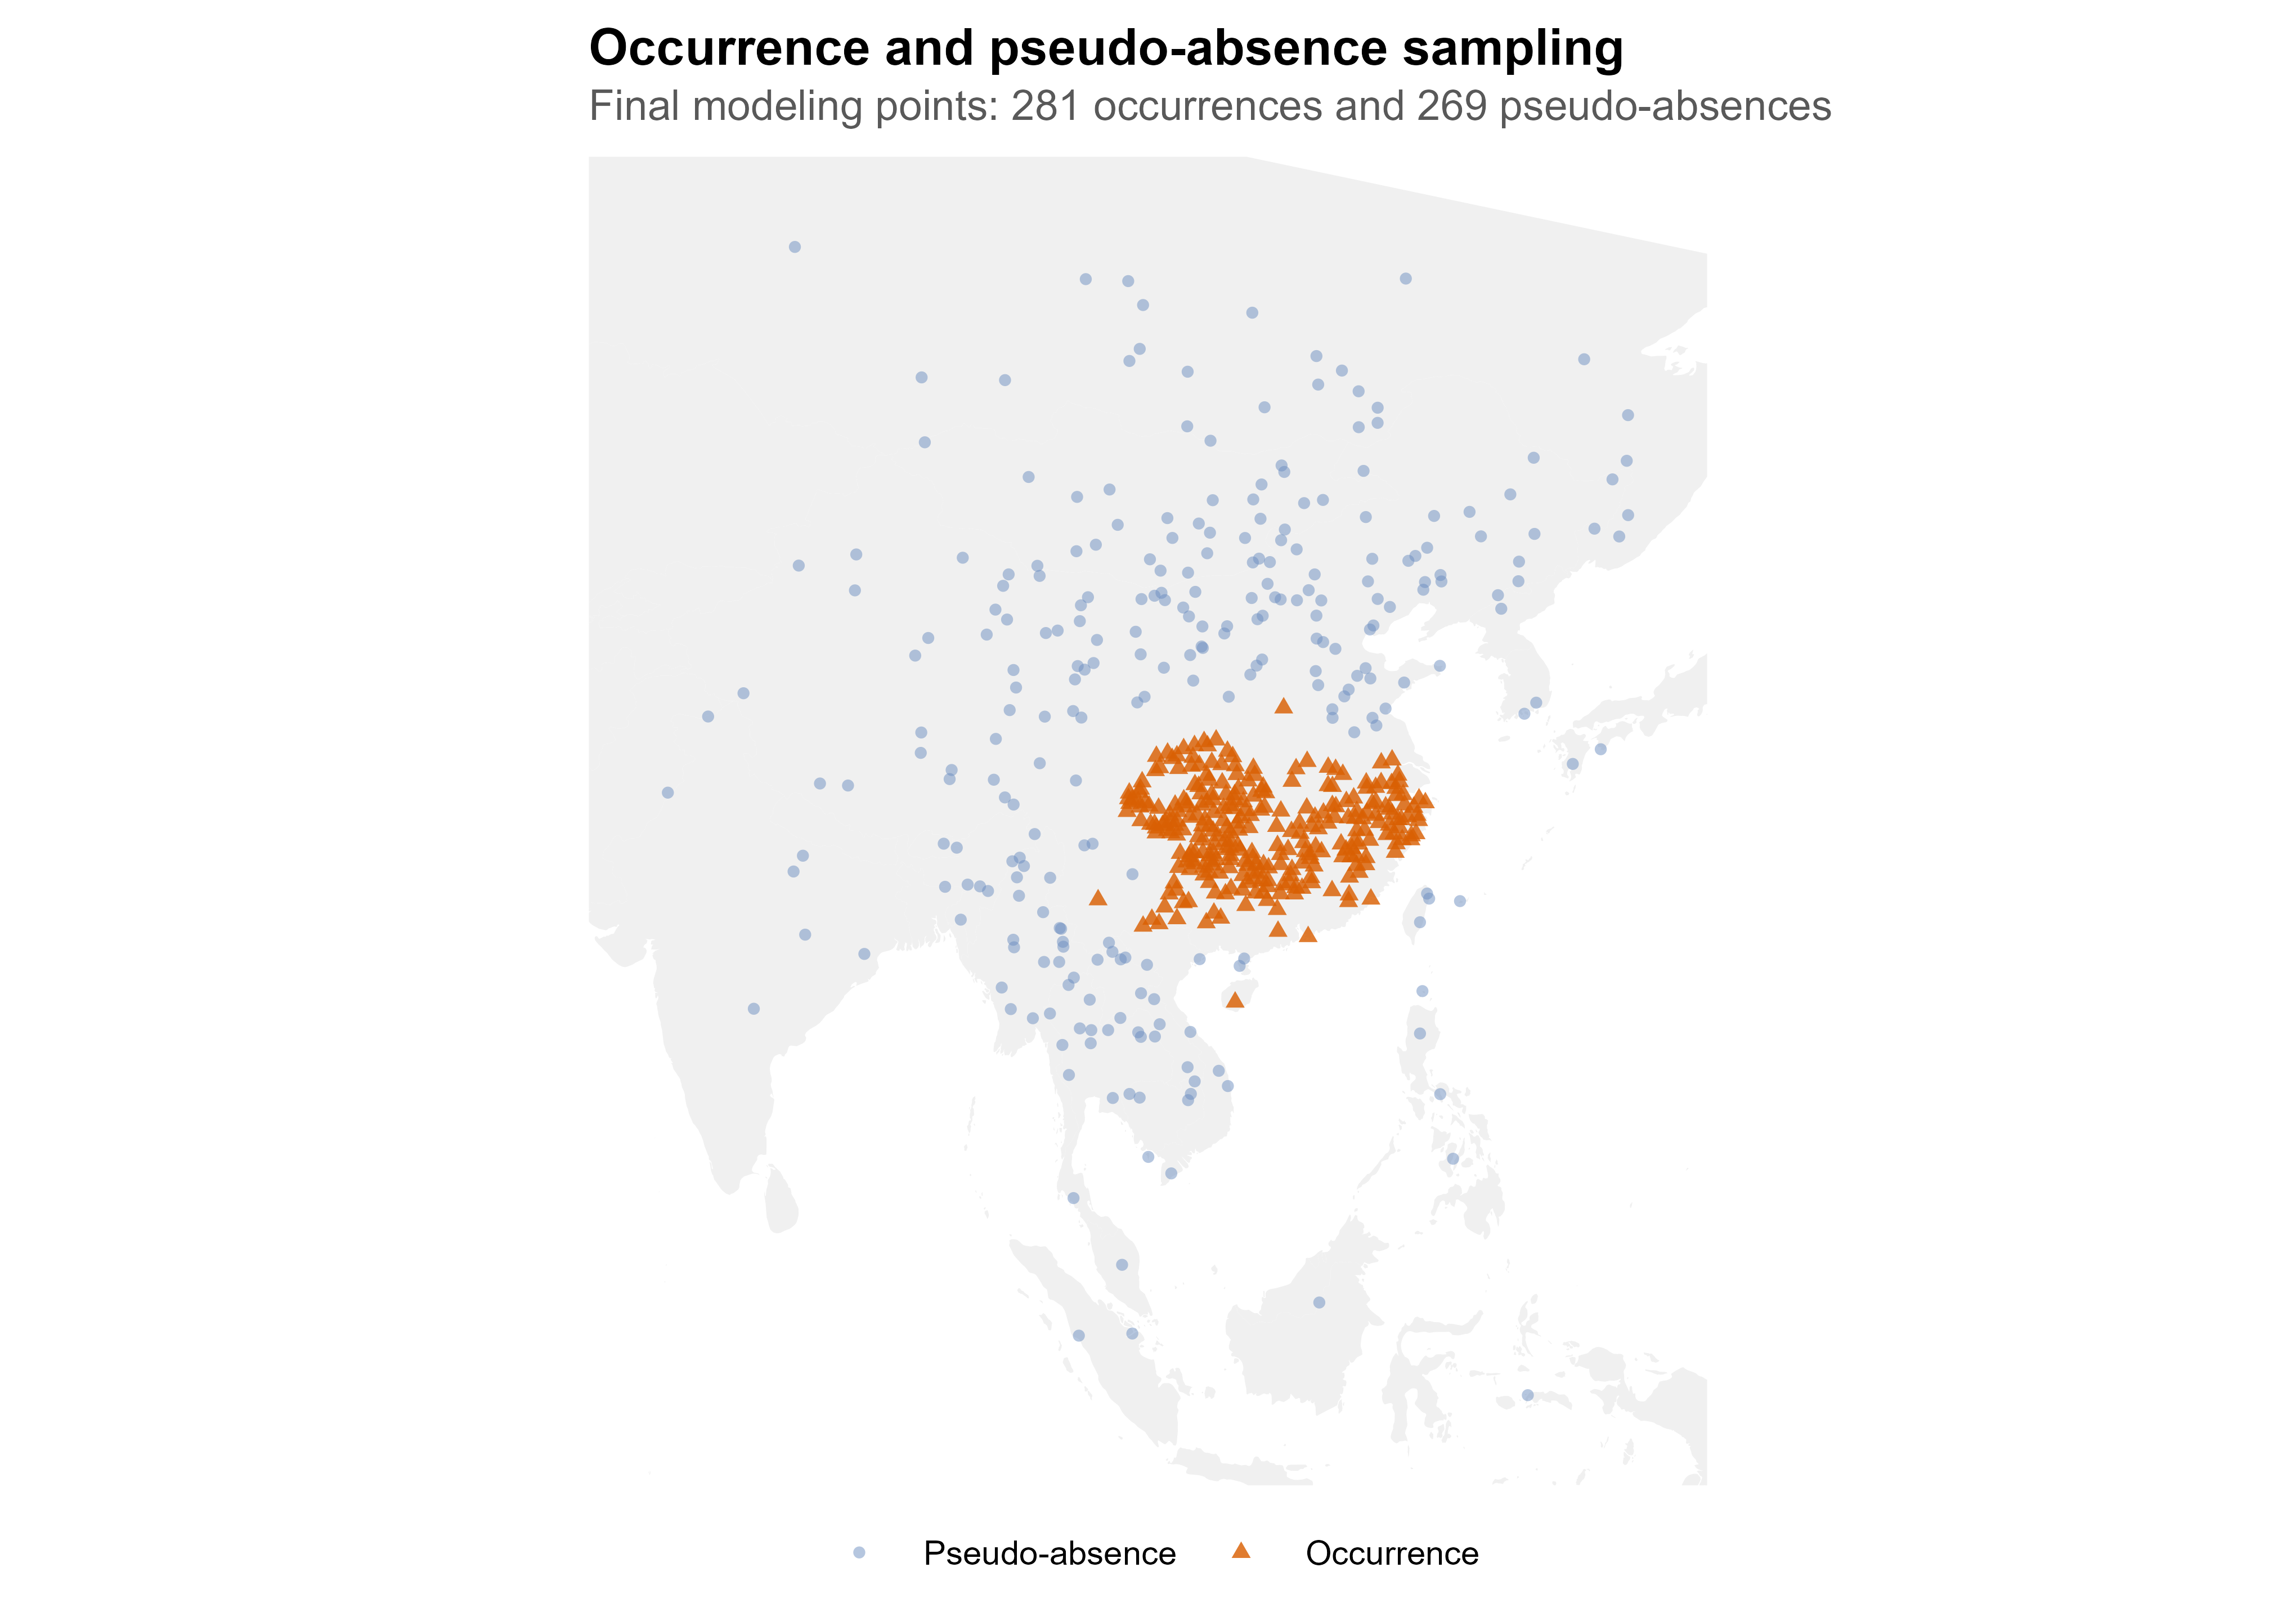 Occurrence and pseudo-absence sampling
Final modeling points: 281 occurrences and 269 pseudo-absences
Pseudo-absence
Occurrence